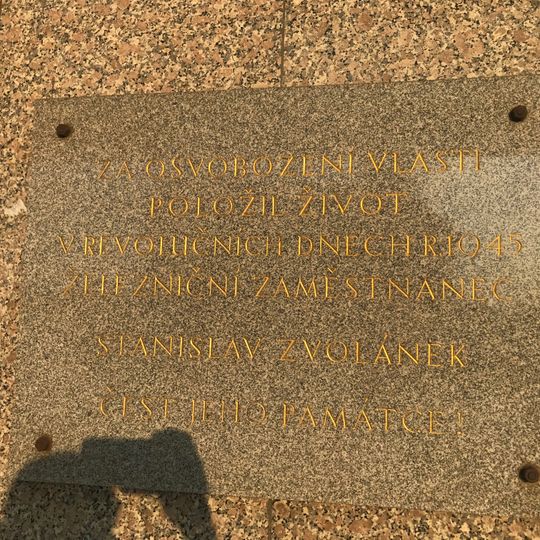 ZA OSVOBOZENÍ VLASTI
POLOŽIL ŽIVOT
V REVOLUČNÍCH DNECH R.1945
ŽELEZNIČNÍ ZAMĚSTNANEC
STANISLAV ZVOLÁNEK
ČEST JEHO PAMÁTCE!